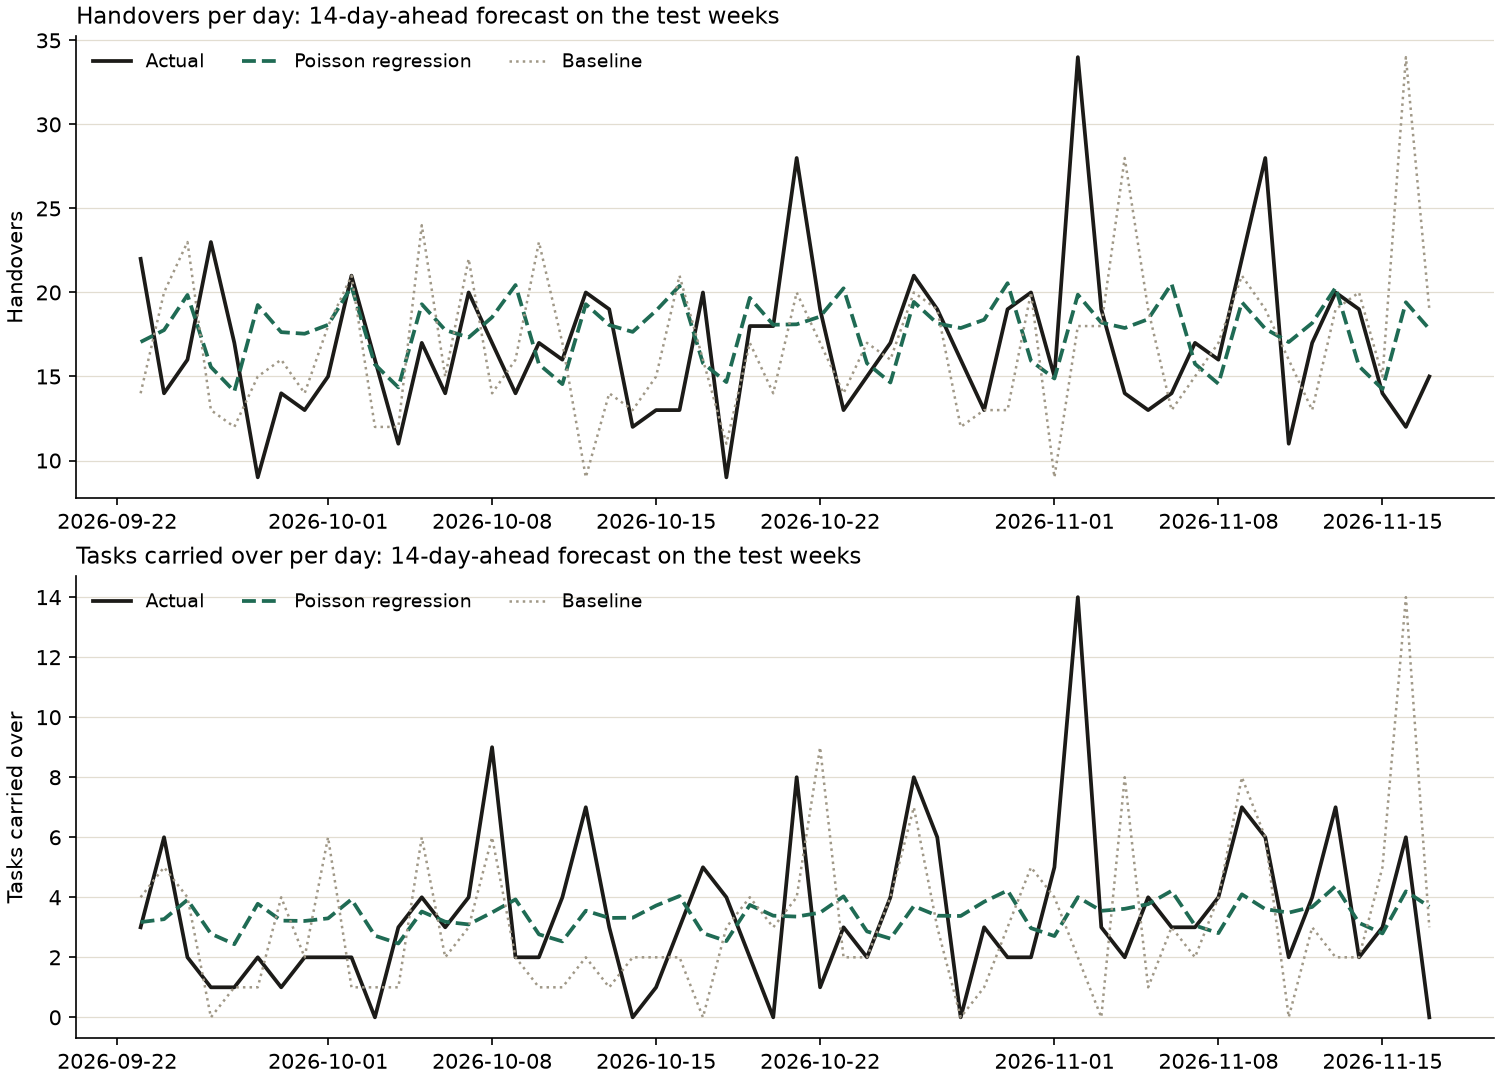 Handovers per day: 14-day-ahead forecast on the test weeks
Actual Poisson regression Baseline
Handovers
35
30
25
20
15
10
2026-09-22 2026-10-01 2026-10-08 2026-10-15 2026-10-22 2026-11-01 2026-11-08 2026-11-15
Tasks carried over per day: 14-day-ahead forecast on the test weeks
Actual Poisson regression Baseline
Tasks carried over
14
12
10
8
6
4
2
0
2026-09-22 2026-10-01 2026-10-08 2026-10-15 2026-10-22 2026-11-01 2026-11-08 2026-11-15